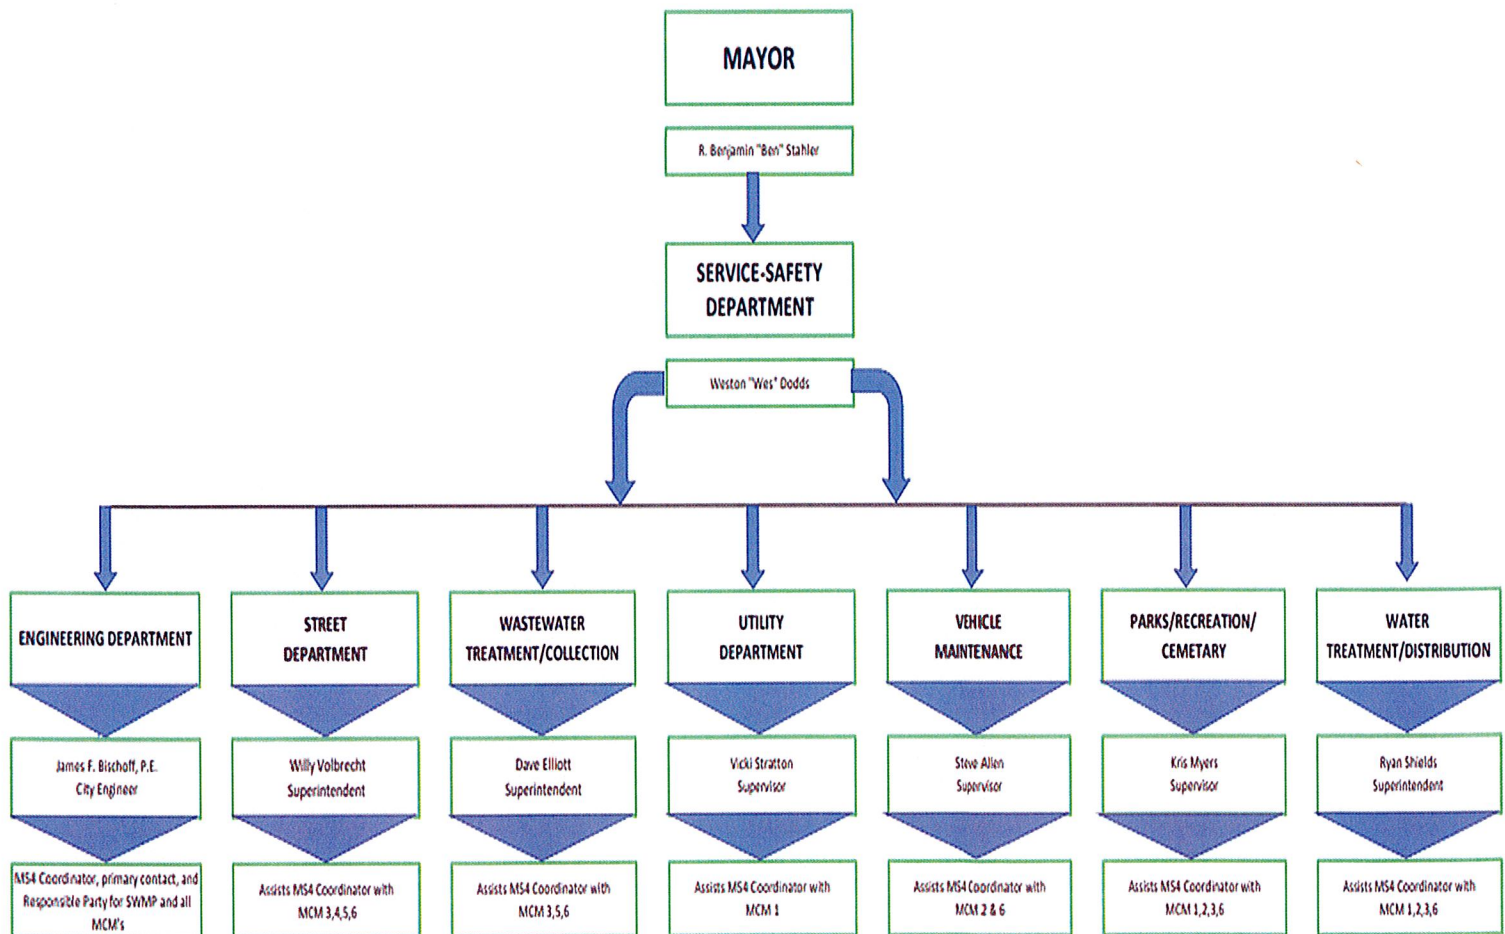 MAYOR
R. Benjamin "Ben" Stahler
SERVICE-SAFETY
DEPARTMENT
Weston "Wes" Dodds
ENGINEERING DEPARTMENT
James F. Bischoff, P.E.
City Engineer
MS4 Coordinator, primary contact, and
Responsible Party for SWMP and all
MCM's
STREET
DEPARTMENT
Willy Volbrecht
Superintendent
Assists MS4 Coordinator with
MCM 3,4,5,6
WASTEWATER
TREATMENT/COLLECTION
Dave Elliott
Superintendent
Assists MS4 Coordinator with
MCM 3,5,6
UTILITY
DEPARTMENT
Vicki Stratton
Supervisor
Assists MS4 Coordinator with
MCM 1
VEHICLE
MAINTENANCE
Steve Allen
Supervisor
Assists MS4 Coordinator with
MCM 2 & 6
PARKS/RECREATION/
CEMETARY
Kris Myers
Supervisor
Assists MS4 Coordinator with
MCM 1,2,3,6
WATER
TREATMENT/DISTRIBUTION
Ryan Shields
Superintendent
Assists MS4 Coordinator with
MCM 1,2,3,6